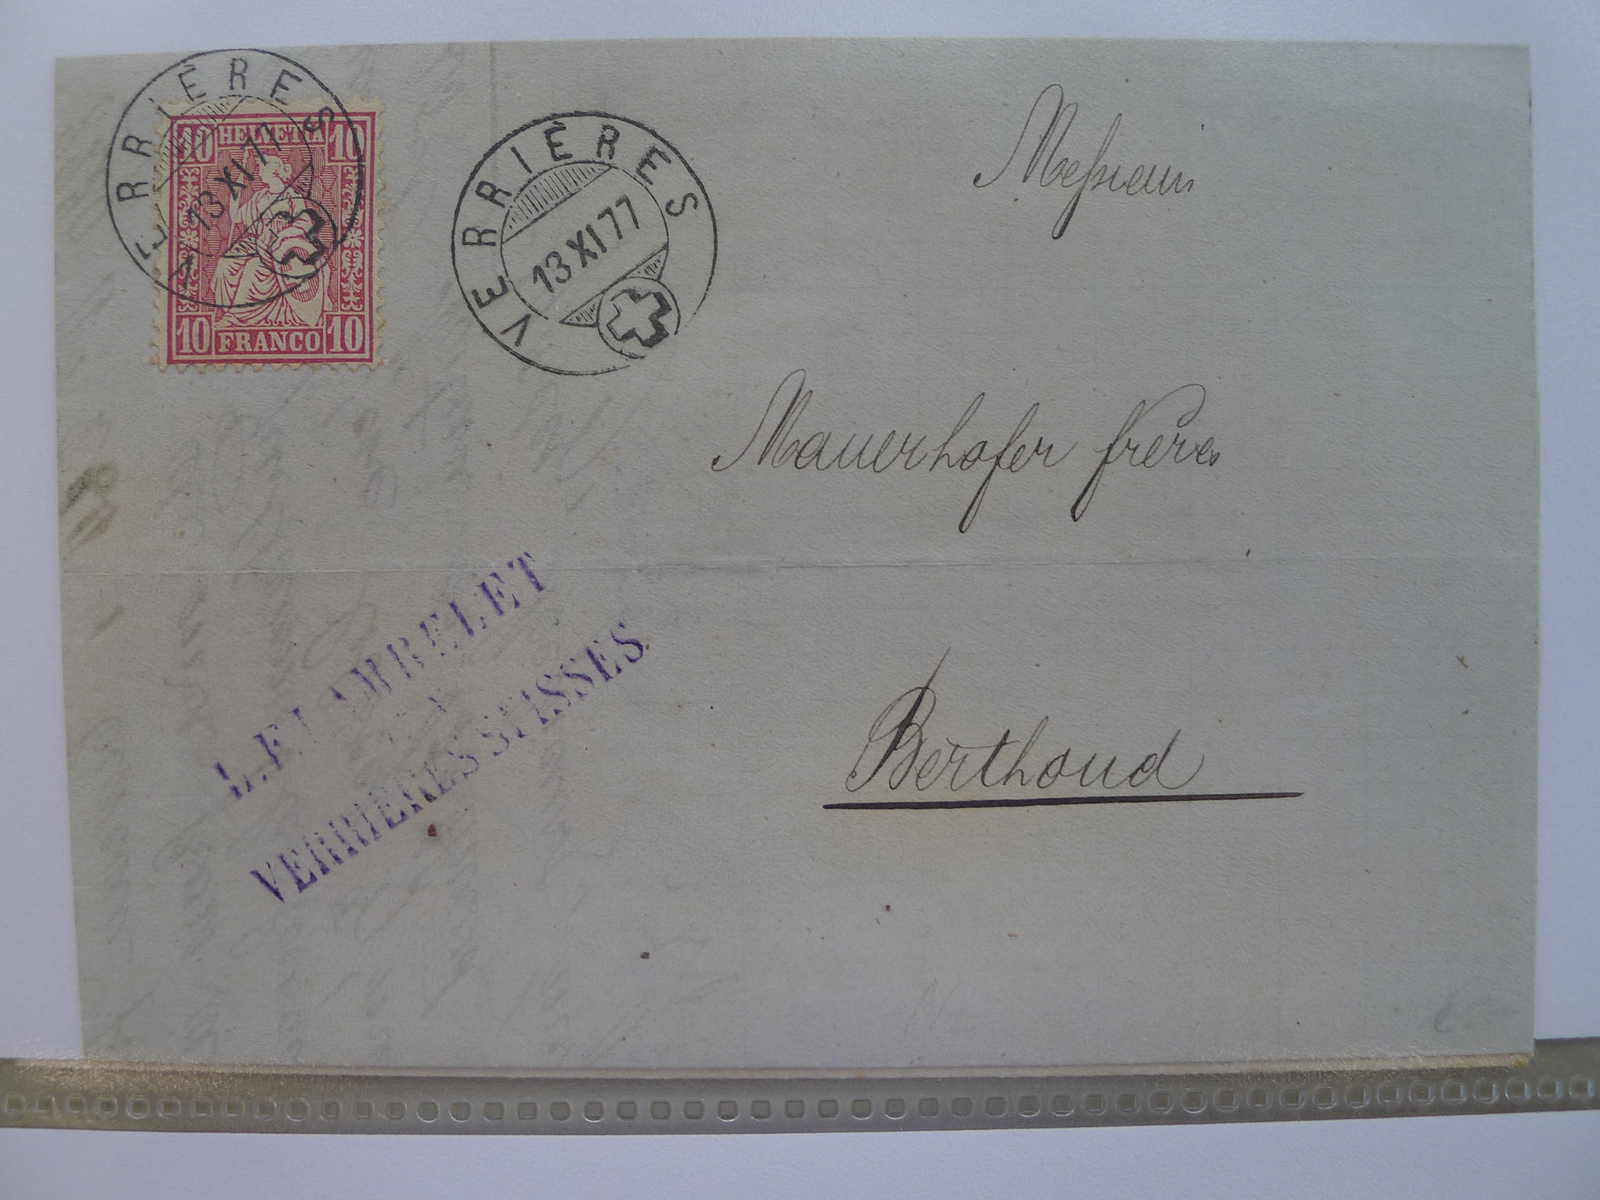 VERRIÈRES
13 XI 77
10 HELVETIA 10
10 FRANCO 10
VERRIÈRES
13 XI 77
Messieurs
Mauerhofer frères
Berthoud
L.F. LAMBELET
VERRIÈRES SUISSES.